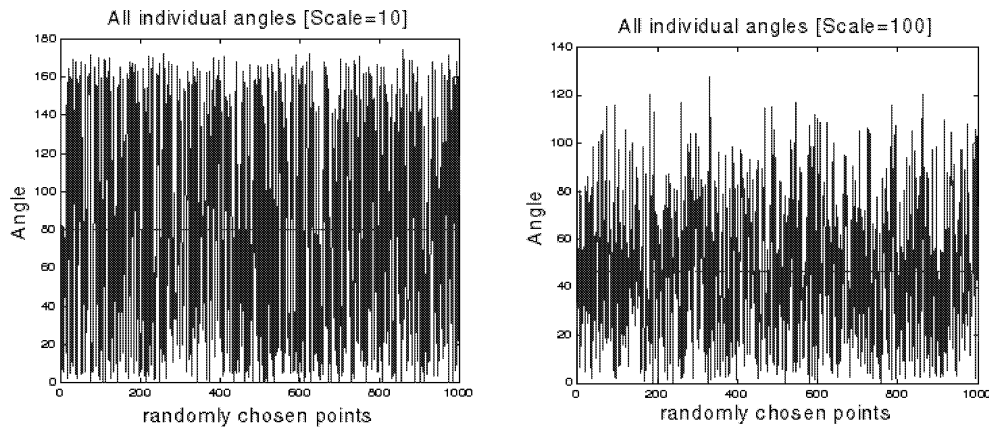 All individual angles [Scale=10]
180
160
140
120
100
80
60
40
20
0
Angle
0 200 400 600 800 1000
randomly chosen points
All individual angles [Scale=100]
140
120
100
80
60
40
20
0
Angle
0 200 400 600 800 1000
randomly chosen points